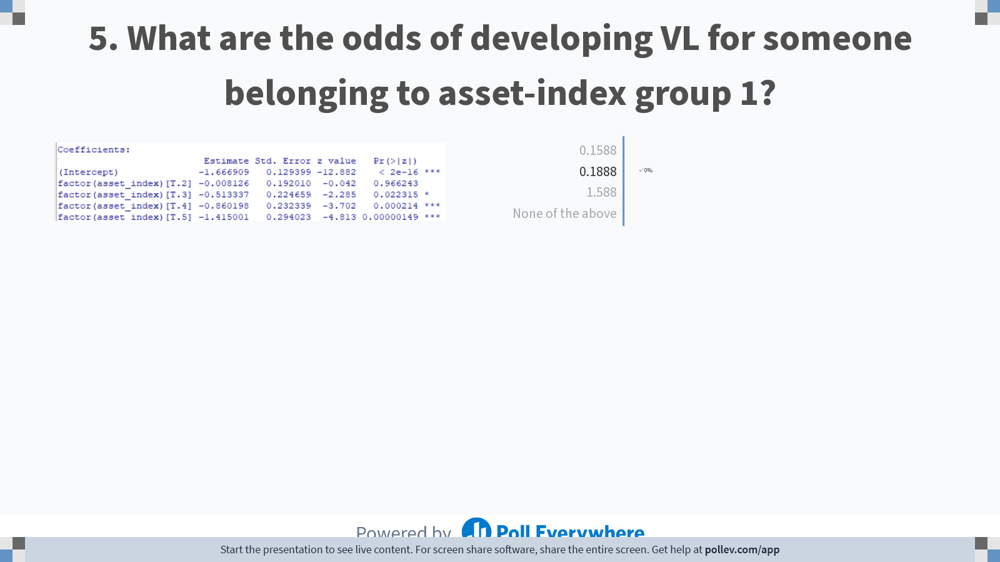 5. What are the odds of developing VL for someone
belonging to asset-index group 1?
Coefficients:
Estimate Std. Error z value Pr(>|z|)
(Intercept) -1.666909 0.129399 -12.882 < 2e-16 ***
factor(asset_index)[T.2] -0.008126 0.192010 -0.042 0.966243
factor(asset_index)[T.3] -0.513337 0.224659 -2.285 0.022315 *
factor(asset_index)[T.4] -0.860198 0.232339 -3.702 0.000214 ***
factor(asset_index)[T.5] -1.415001 0.294023 -4.813 0.00000149 ***
0.1588
0.1888 ✓0%
1.588
None of the above
Powered by Poll Everywhere
Start the presentation to see live content. For screen share software, share the entire screen. Get help at pollev.com/app